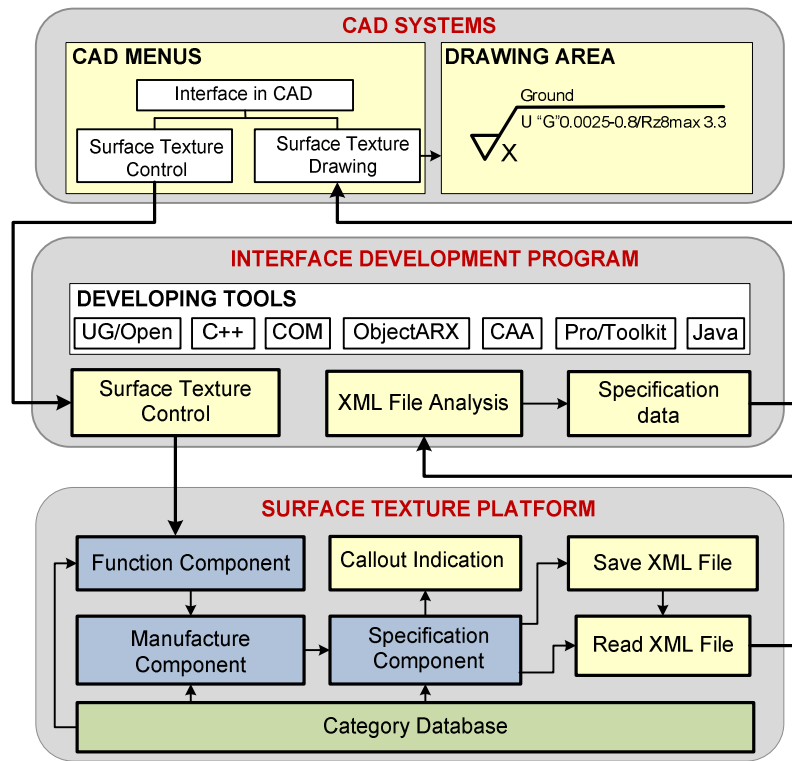 CAD SYSTEMS
CAD MENUS
Interface in CAD
Surface Texture
Control
Surface Texture
Drawing
DRAWING AREA
Ground
U “G”0.0025-0.8/Rz8max 3.3
X
INTERFACE DEVELOPMENT PROGRAM
DEVELOPING TOOLS
UG/Open
C++
COM
ObjectARX
CAA
Pro/Toolkit
Java
Surface Texture
Control
XML File Analysis
Specification
data
SURFACE TEXTURE PLATFORM
Function Component
Callout Indication
Save XML File
Manufacture
Component
Specification
Component
Read XML File
Category Database